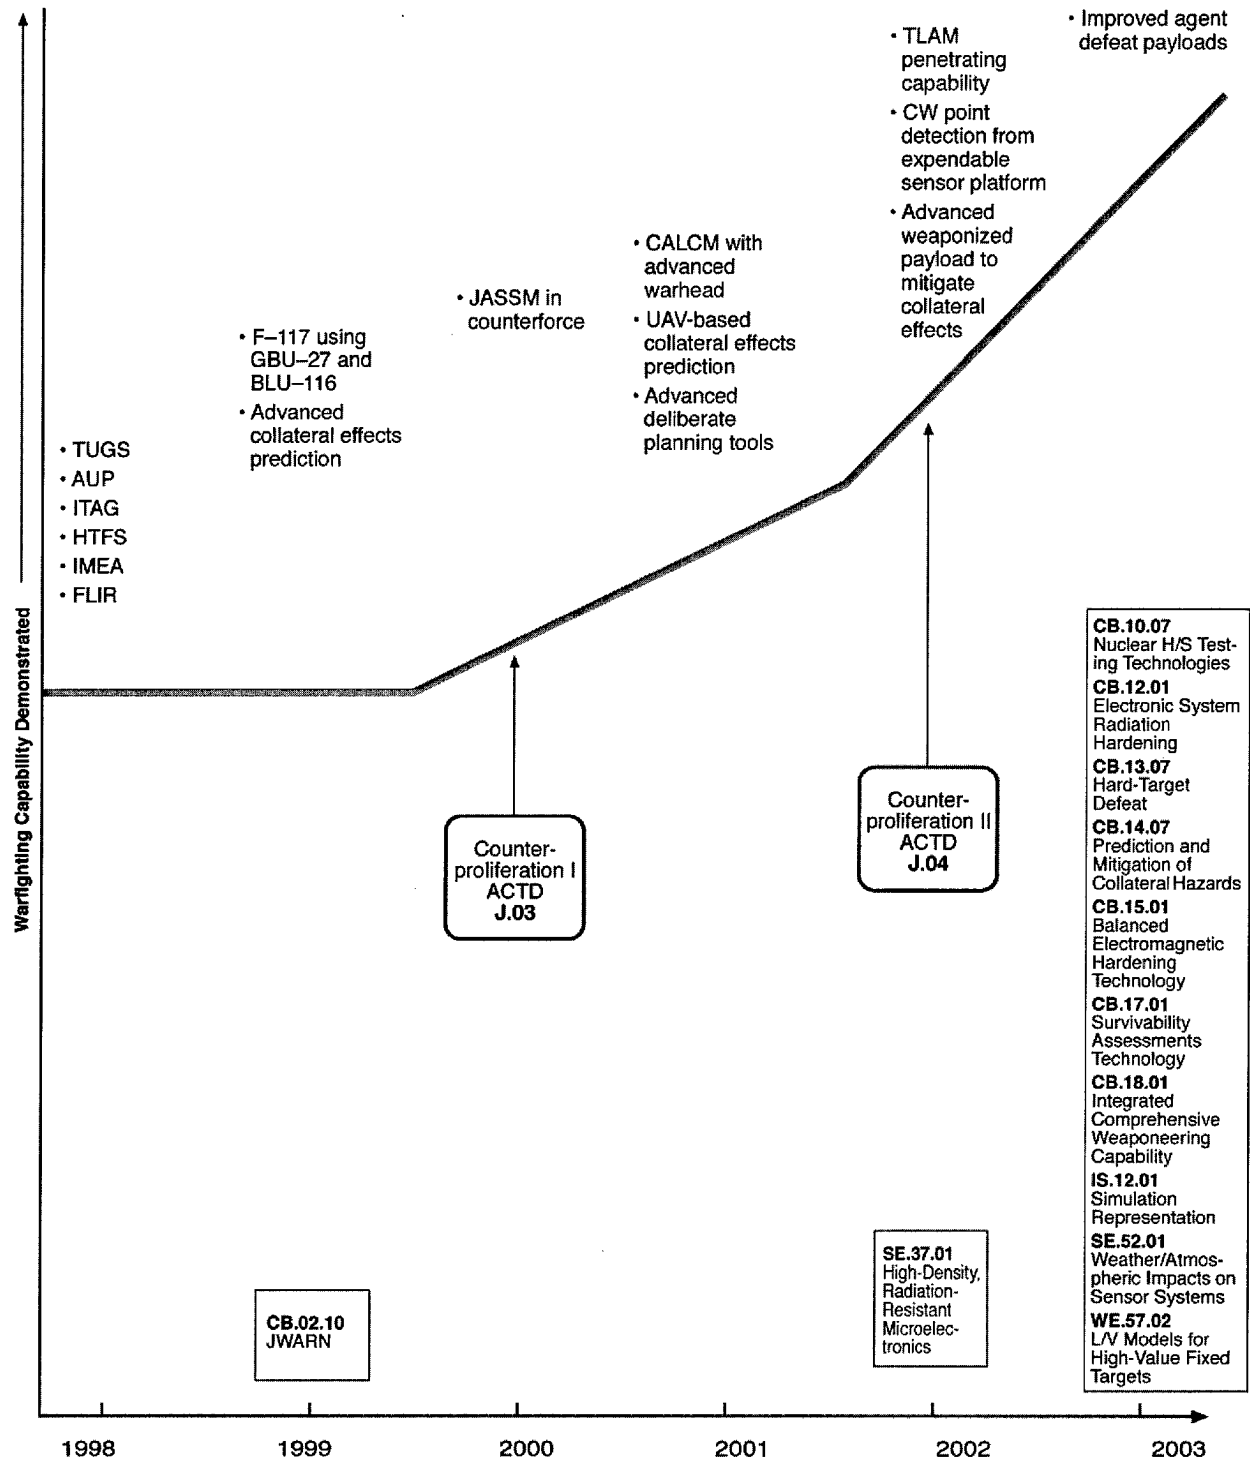 • Improved agent
defeat payloads
• TLAM
penetrating
capability
• CW point
detection from
expendable
sensor platform
• Advanced
weaponized
payload to
mitigate
collateral
effects
• CALCM with
advanced
warhead
• UAV-based
collateral effects
prediction
• Advanced
deliberate
planning tools
• JASSM in
counterforce
• F–117 using
GBU–27 and
BLU–116
• Advanced
collateral effects
prediction
• TUGS
• AUP
• ITAG
• HTFS
• IMEA
• FLIR
Warfighting Capability Demonstrated
Counter-
proliferation I
ACTD
J.03
Counter-
proliferation II
ACTD
J.04
CB.10.07
Nuclear H/S Test-
ing Technologies
CB.12.01
Electronic System
Radiation
Hardening
CB.13.07
Hard-Target
Defeat
CB.14.07
Prediction and
Mitigation of
Collateral Hazards
CB.15.01
Balanced
Electromagnetic
Hardening
Technology
CB.17.01
Survivability
Assessments
Technology
CB.18.01
Integrated
Comprehensive
Weaponeering
Capability
IS.12.01
Simulation
Representation
SE.52.01
Weather/Atmos-
pheric Impacts on
Sensor Systems
WE.57.02
L/V Models for
High-Value Fixed
Targets
SE.37.01
High-Density,
Radiation-
Resistant
Microelec-
tronics
CB.02.10
JWARN
1998 1999 2000 2001 2002 2003